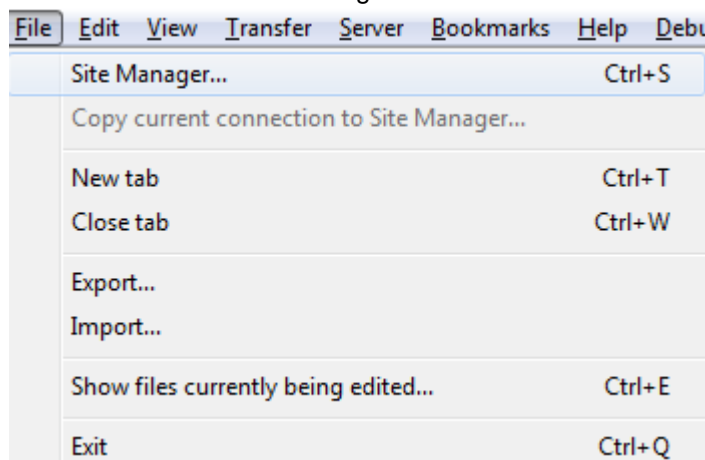 File Edit View Transfer Server Bookmarks Help Debu
Site Manager... Ctrl+S
Copy current connection to Site Manager...
New tab Ctrl+T
Close tab Ctrl+W
Export...
Import...
Show files currently being edited... Ctrl+E
Exit Ctrl+Q